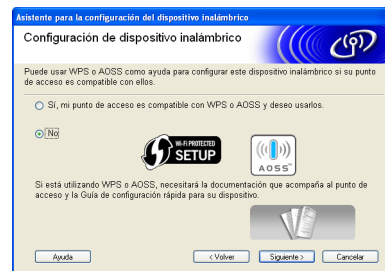 Asistente para la configuración del dispositivo inalámbrico
Configuración de dispositivo inalámbrico
Puede usar WPS o AOSS como ayuda para configurar este dispositivo inalámbrico si su punto
de acceso es compatible con ellos.
Sí, mi punto de acceso es compatible con WPS o AOSS y deseo usarlos.
No
WI-FI PROTECTED
SETUP
AOSS™
Si está utilizando WPS o AOSS, necesitará la documentación que acompaña al punto de
acceso y la Guía de configuración rápida para su dispositivo.
Ayuda
< Volver
Siguiente >
Cancelar